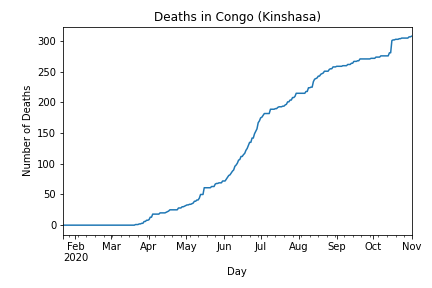 Deaths in Congo (Kinshasa)
300
250
200
150
100
50
0
Number of Deaths
Feb Mar Apr May Jun Jul Aug Sep Oct Nov
2020
Day